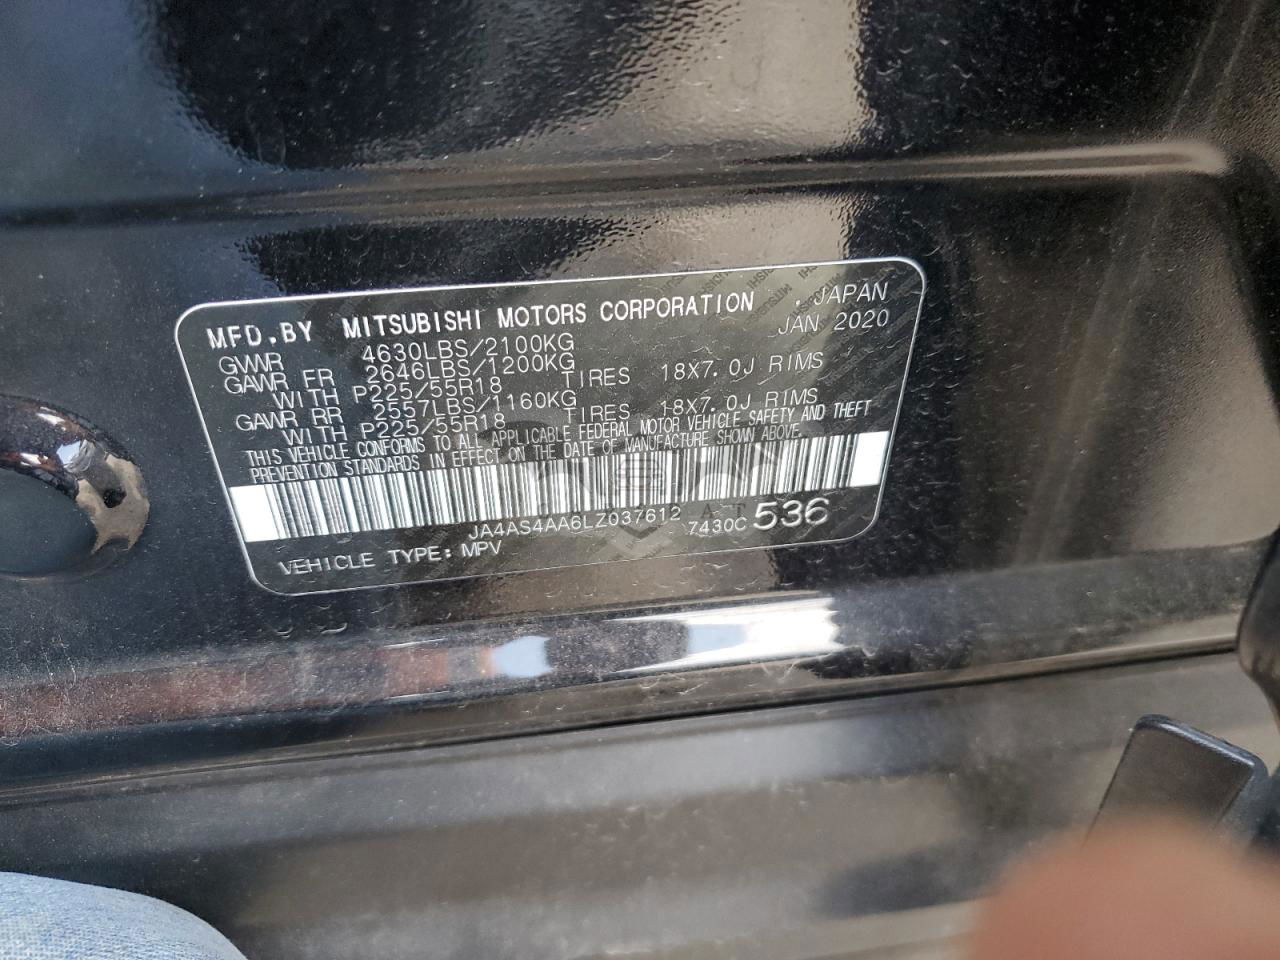 MFD.BY MITSUBISHI MOTORS CORPORATION . JAPAN
JAN 2020
GVWR 4630LBS/2100KG
GAWR FR 2646LBS/1200KG
WITH P225/55R18 TIRES 18X7.0J RIMS
GAWR RR 2557LBS/1160KG
WITH P225/55R18 TIRES 18X7.0J RIMS
THIS VEHICLE CONFORMS TO ALL APPLICABLE FEDERAL MOTOR VEHICLE SAFETY AND THEFT
PREVENTION STANDARDS IN EFFECT ON THE DATE OF MANUFACTURE SHOWN ABOVE.
JA4AS4AA6LZ037612 7430C 536
VEHICLE TYPE: MPV